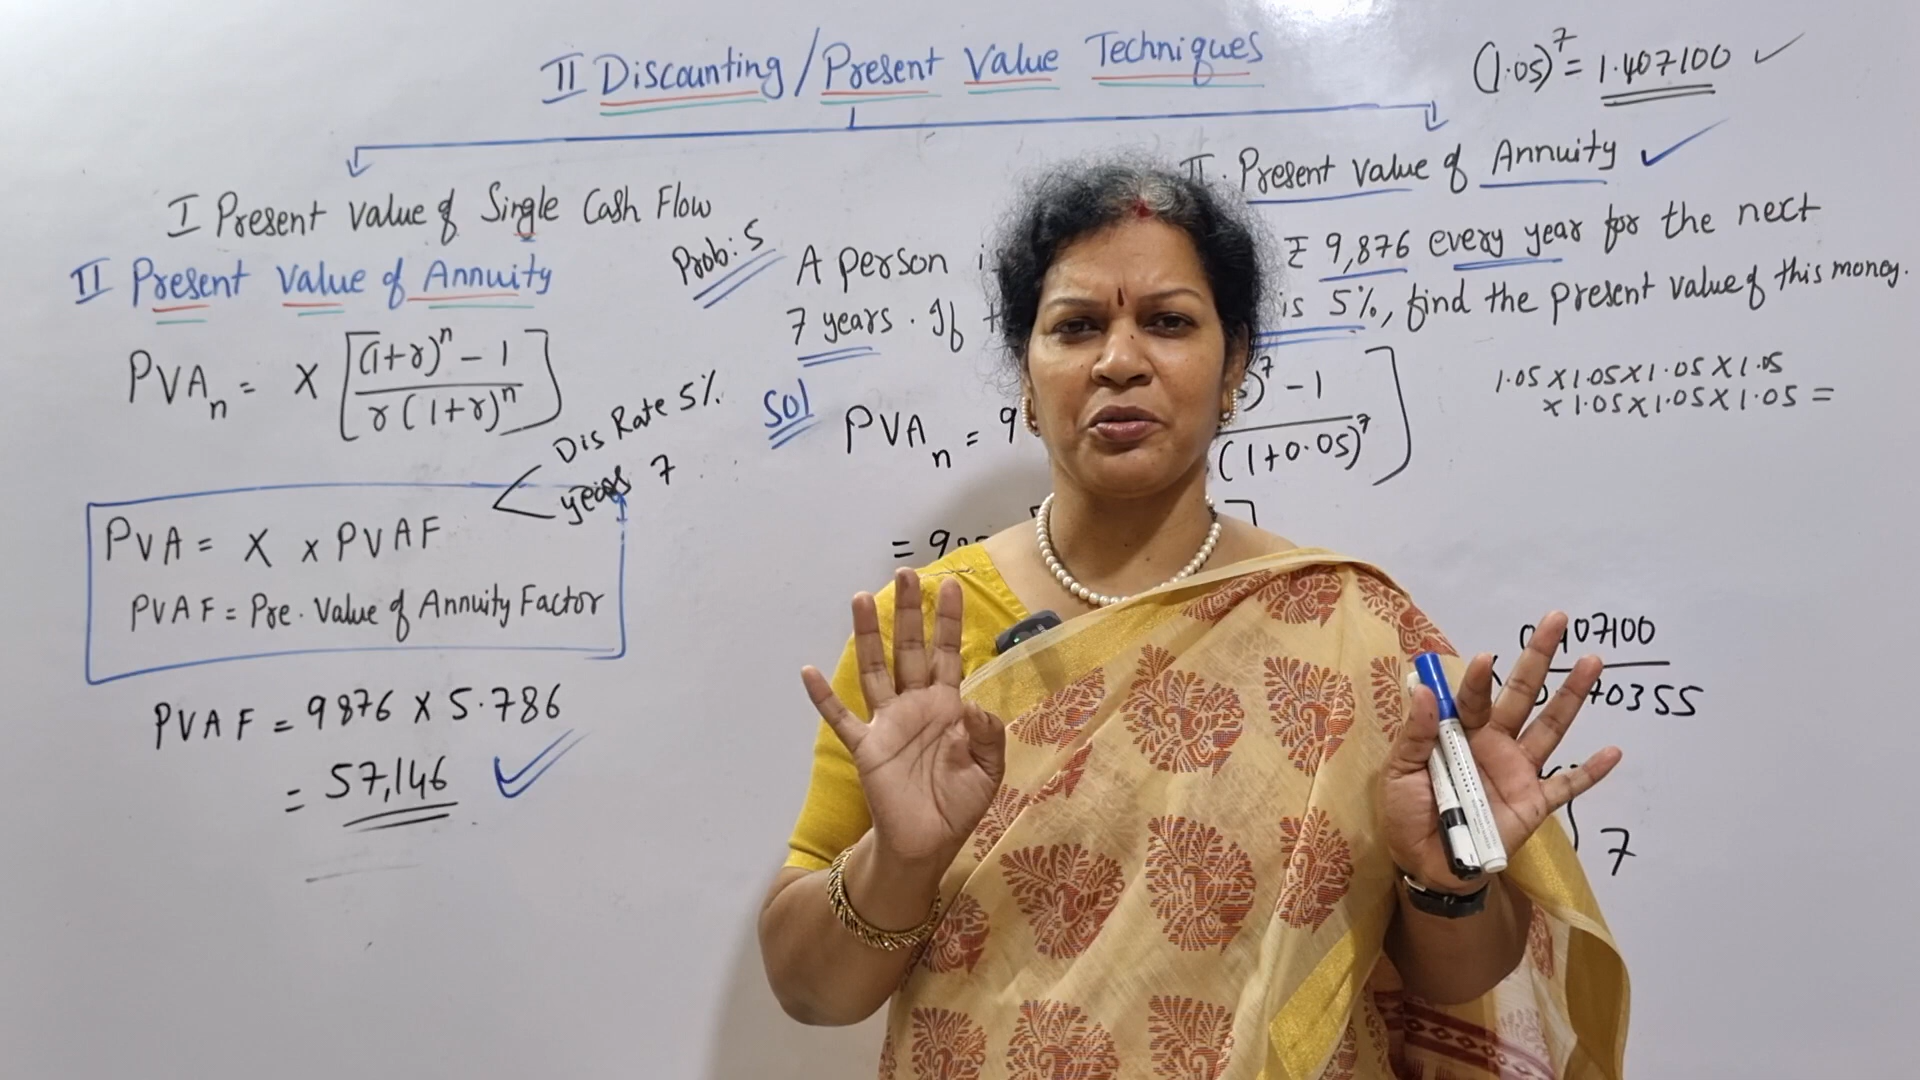 II Discounting/Present Value Techniques
(1.05)^7 = 1.407100 ✓
I Present Value of Single Cash Flow
II. Present Value of Annuity ✓
II Present Value of Annuity
PVAn = X [(1+r)^n - 1 / r(1+r)^n]
Dis Rate 5%
years 7
PVA = X x PVAF
PVAF = Pre. Value of Annuity Factor
PVAF = 9876 X 5.786
= 57,146 ✓
Prob: 5
A person ₹ 9,876 every year for the next
7 years. If is 5%, find the present value of this money.
Sol
PVAn = 9 )^7 - 1
(1+0.05)^7 ]
1.05 X 1.05 X 1.05 X 1.05
X 1.05 X 1.05 X 1.05 =
= 9
07100
70355
7